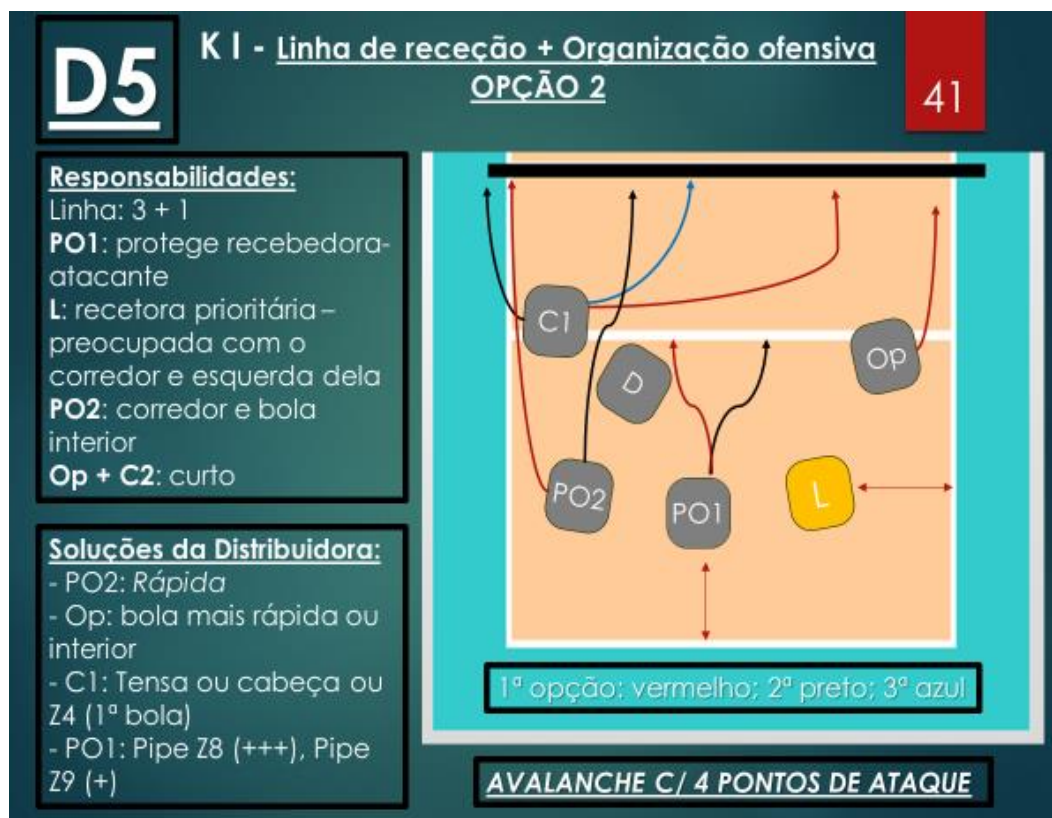 D5
K I - Linha de receção + Organização ofensiva
OPÇÃO 2
41
Responsabilidades:
Linha: 3 + 1
PO1: protege recebedora-
atacante
L: recetora prioritária –
preocupada com o
corredor e esquerda dela
PO2: corredor e bola
interior
Op + C2: curto
Soluções da Distribuidora:
- PO2: Rápida
- Op: bola mais rápida ou
interior
- C1: Tensa ou cabeça ou
Z4 (1ª bola)
- PO1: Pipe Z8 (+++), Pipe
Z9 (+)
C1
D
Op
PO2
PO1
L
1ª opção: vermelho; 2ª preto; 3ª azul
AVALANCHE C/ 4 PONTOS DE ATAQUE